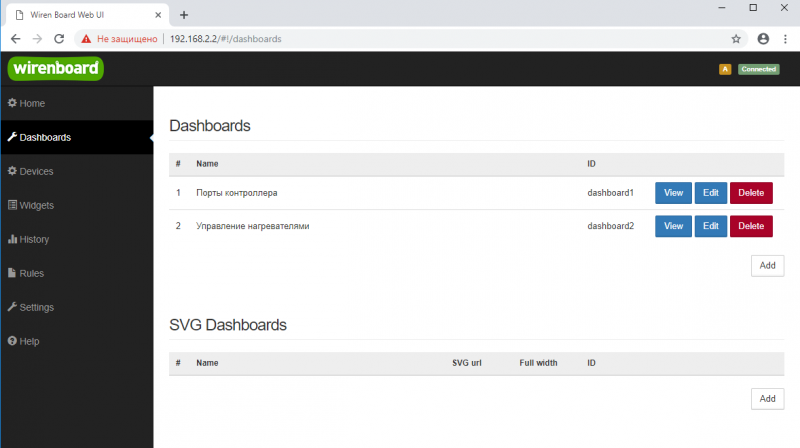 Wiren Board Web UI
Не защищено 192.168.2.2/#!/dashboards
wirenboard A Connected
Home
Dashboards
Devices
Widgets
History
Rules
Settings
Help
Dashboards
# Name ID
1 Порты контроллера dashboard1 View Edit Delete
2 Управление нагревателями dashboard2 View Edit Delete
Add
SVG Dashboards
# Name SVG url Full width ID
Add